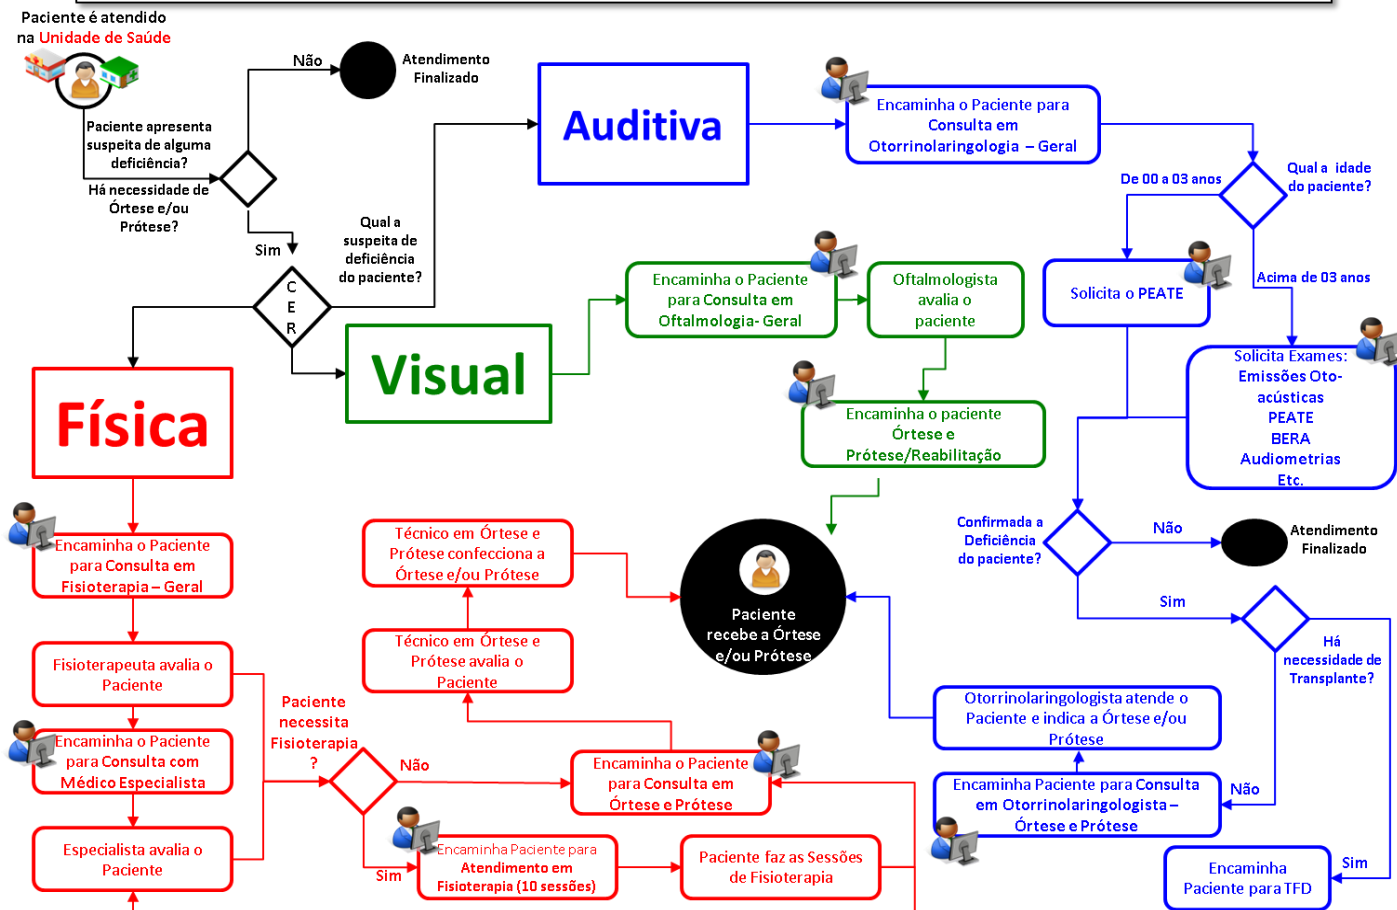 Paciente é atendido
na Unidade de Saúde
Paciente apresenta
suspeita de alguma
deficiência?
Há necessidade de
Órtese e/ou
Prótese?
Não
Atendimento
Finalizado
Sim
C
E
R
Qual a
suspeita de
deficiência
do paciente?
Auditiva
Encaminha o Paciente para
Consulta em
Otorrinolaringologia – Geral
Qual a idade
do paciente?
De 00 a 03 anos
Acima de 03 anos
Solicita o PEATE
Solicita Exames:
Emissões Oto-
acústicas
PEATE
BERA
Audiometrias
Etc.
Visual
Encaminha o Paciente
para Consulta em
Oftalmologia- Geral
Oftalmologista
avalia o
paciente
Encaminha o paciente
Órtese e
Prótese/Reabilitação
Física
Encaminha o Paciente
para Consulta em
Fisioterapia – Geral
Fisioterapeuta avalia o
Paciente
Encaminha o Paciente
para Consulta com
Médico Especialista
Especialista avalia o
Paciente
Paciente
necessita
Fisioterapia
?
Não
Sim
Técnico em Órtese e
Prótese confecciona a
Órtese e/ou Prótese
Técnico em Órtese e
Prótese avalia o
Paciente
Encaminha o Paciente
para Consulta em
Órtese e Prótese
Encaminha Paciente para
Atendimento em
Fisioterapia (10 sessões)
Paciente faz as Sessões
de Fisioterapia
Paciente
recebe a Órtese
e/ou Prótese
Confirmada a
Deficiência
do paciente?
Não
Atendimento
Finalizado
Sim
Há
necessidade de
Transplante?
Otorrinolaringologista atende o
Paciente e indica a Órtese e/ou
Prótese
Encaminha Paciente para Consulta
em Otorrinolaringologista –
Órtese e Prótese
Não
Sim
Encaminha
Paciente para TFD